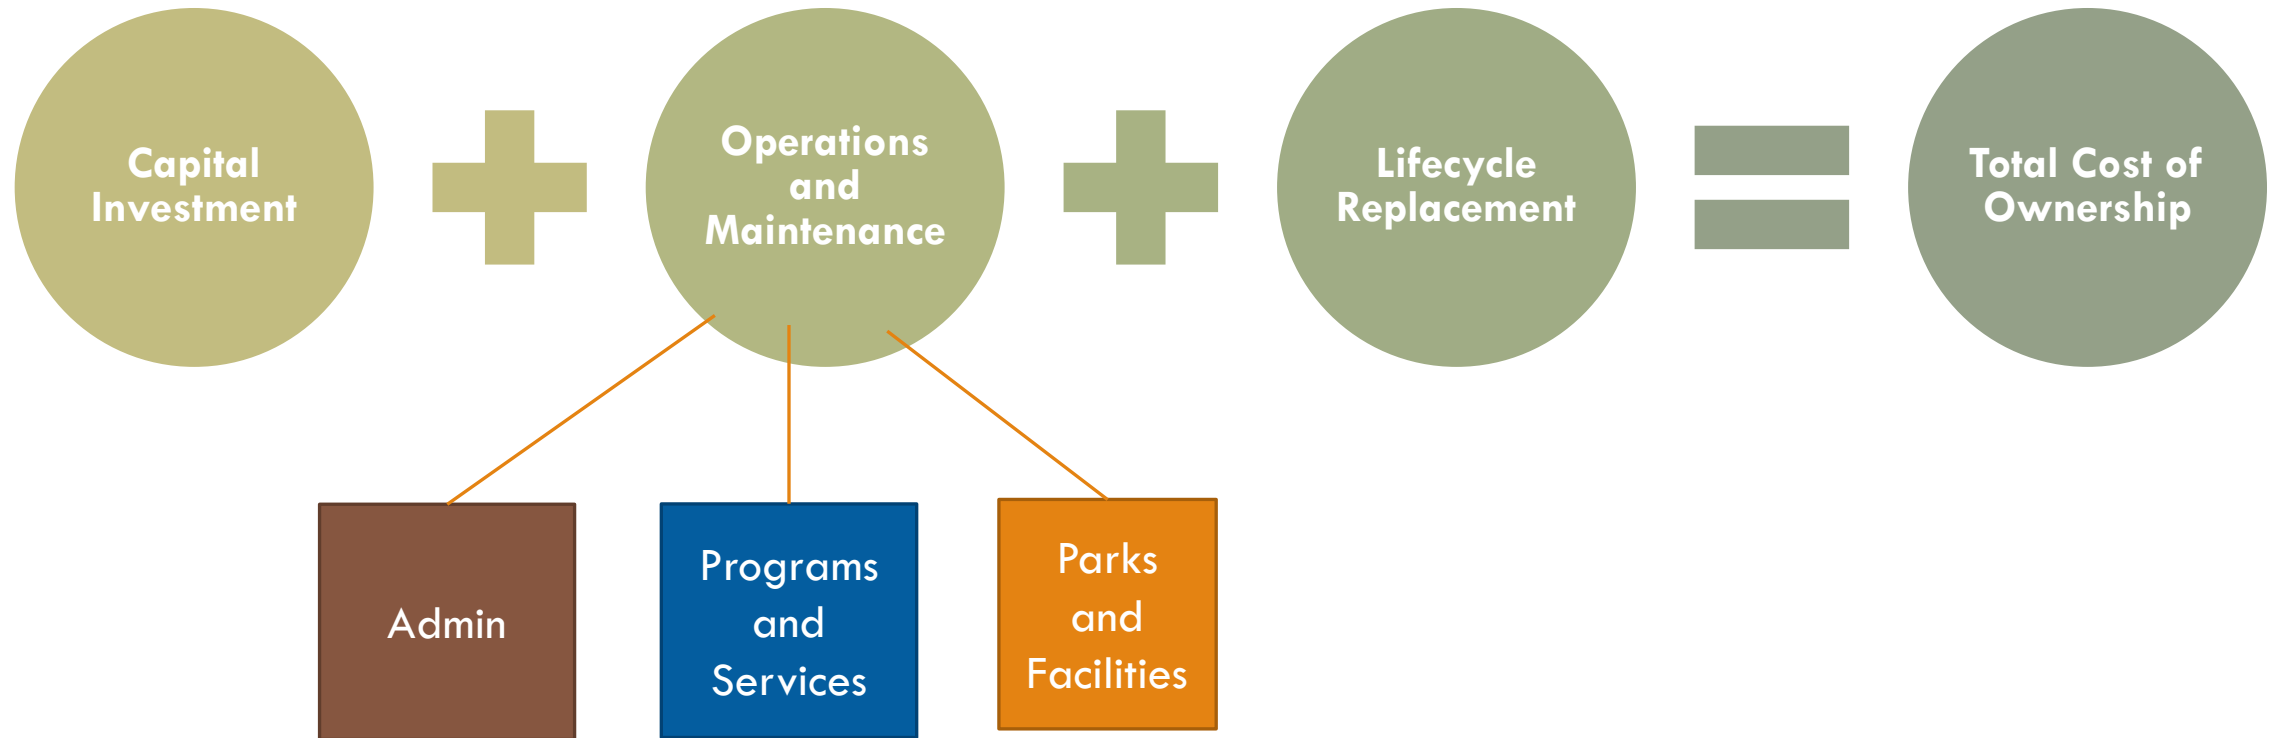 Capital
Investment
Operations
and
Maintenance
Lifecycle
Replacement
Total Cost of
Ownership
Admin
Programs
and
Services
Parks
and
Facilities